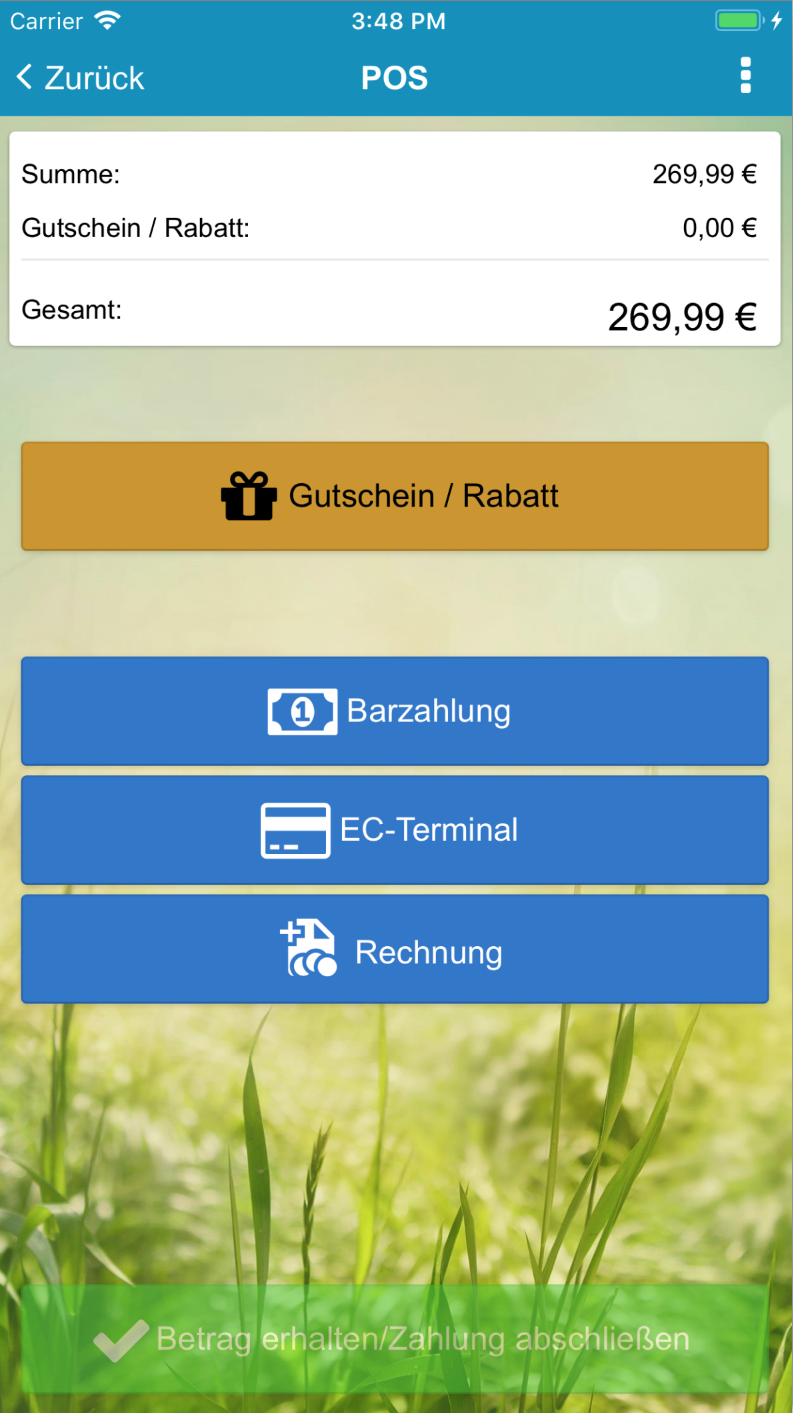 Carrier 3:48 PM
Zurück POS
Summe: 269,99 €
Gutschein / Rabatt: 0,00 €
Gesamt: 269,99 €
Gutschein / Rabatt
1 Barzahlung
EC-Terminal
Rechnung
Betrag erhalten/Zahlung abschließen